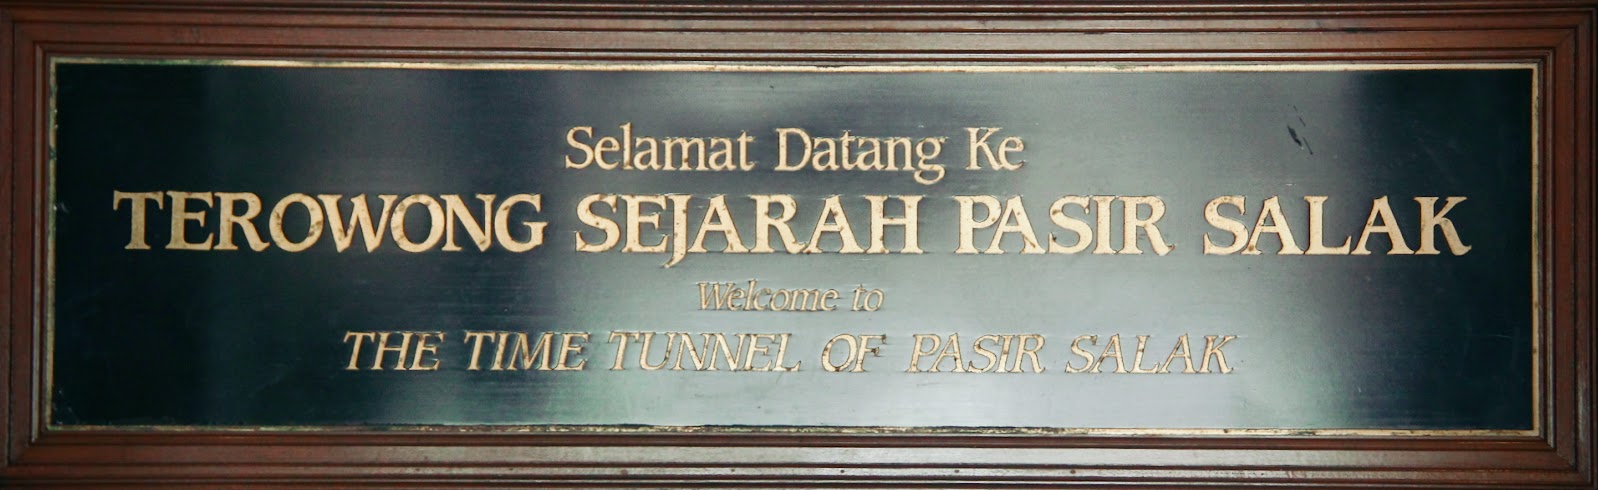 Selamat Datang Ke
TEROWONG SEJARAH PASIR SALAK
Welcome to
THE TIME TUNNEL OF PASIR SALAK